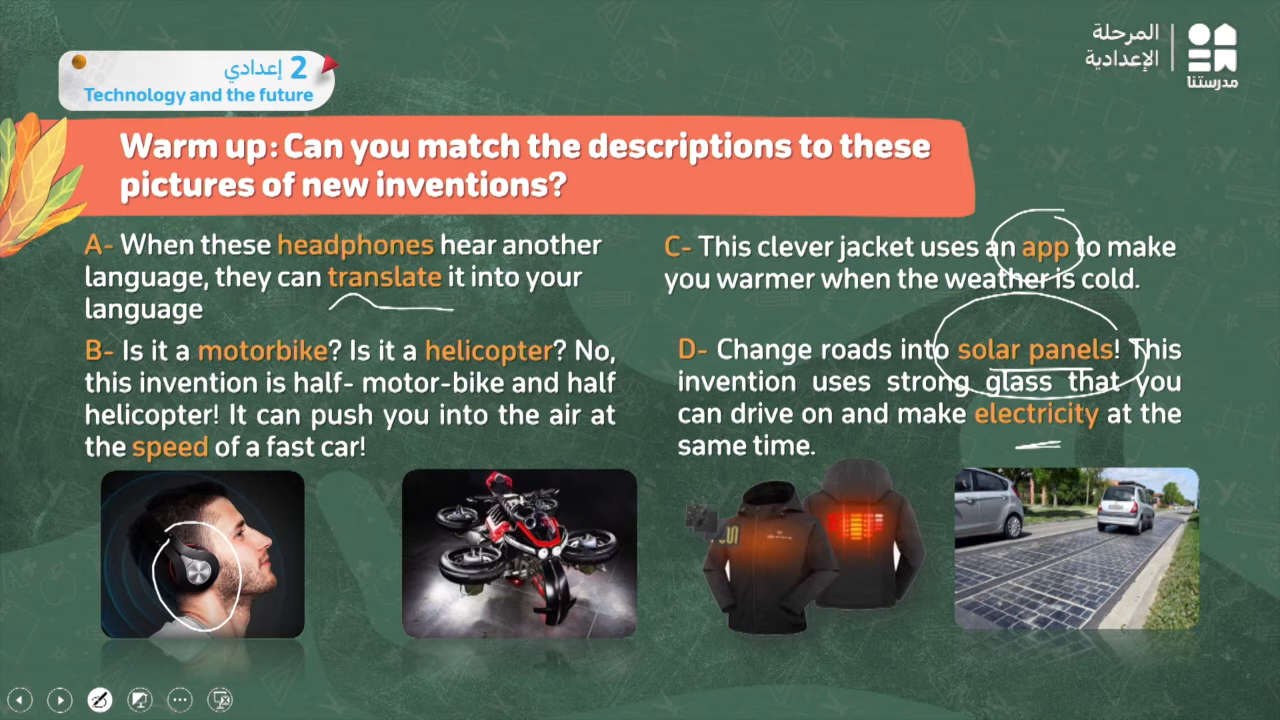 المرحلة
الإعدادية
مدرستنا
2 إعدادي
Technology and the future
Warm up: Can you match the descriptions to these
pictures of new inventions?
A- When these headphones hear another
language, they can translate it into your
language
B- Is it a motorbike? Is it a helicopter? No,
this invention is half- motor-bike and half
helicopter! It can push you into the air at
the speed of a fast car!
C- This clever jacket uses an app to make
you warmer when the weather is cold.
D- Change roads into solar panels! This
invention uses strong glass that you
can drive on and make electricity at the
same time.